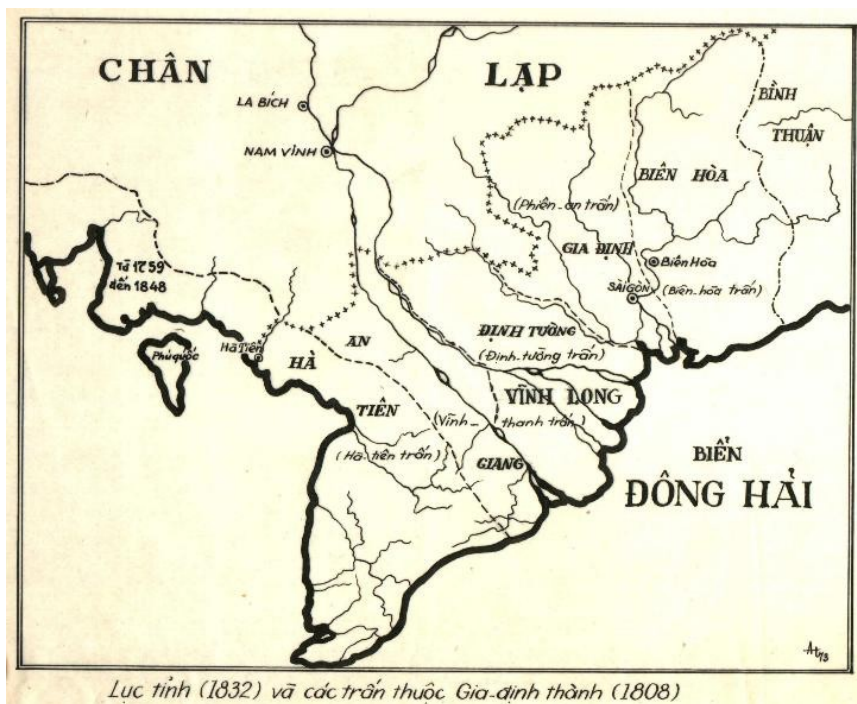 CHÂN LẠP
LA BÍCH
NAM VÌNH
BÌNH
THUẬN
BIÊN HÒA
(Phiên-an trấn)
GIA ĐỊNH
Biên Hòa
SÀIGÒN
(Biên-hòa trấn)
Từ 1759
đến 1848
Phú quốc
Hà Tiên
HÀ
AN
ĐỊNH TƯỜNG
(Định-tường trấn)
TIÊN
VĨNH LONG
(Vĩnh-
thanh trấn)
(Hà-tiên trấn)
GIANG
BIỂN
ĐÔNG HẢI
Lục tỉnh (1832) và các trấn thuộc Gia-định thành (1808)